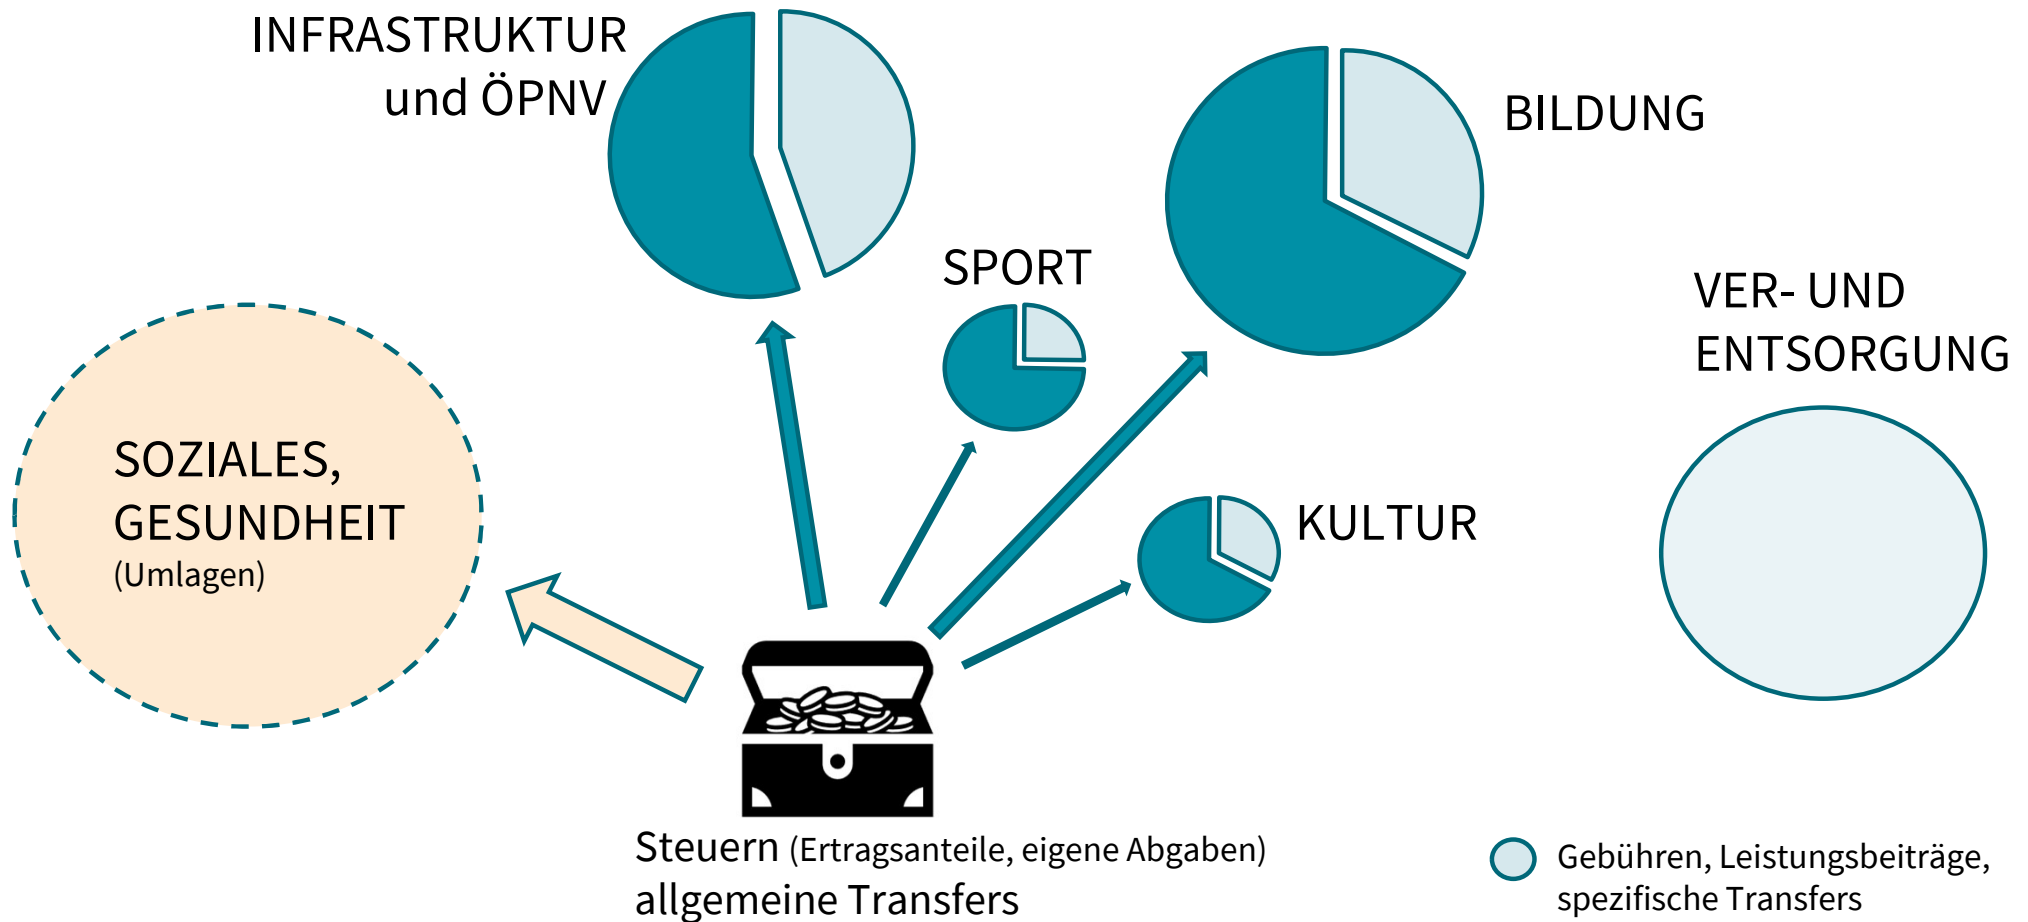 INFRASTRUKTUR
und ÖPNV
BILDUNG
SPORT
VER- UND
ENTSORGUNG
SOZIALES,
GESUNDHEIT
(Umlagen)
KULTUR
Steuern (Ertragsanteile, eigene Abgaben)
allgemeine Transfers
Gebühren, Leistungsbeiträge,
spezifische Transfers